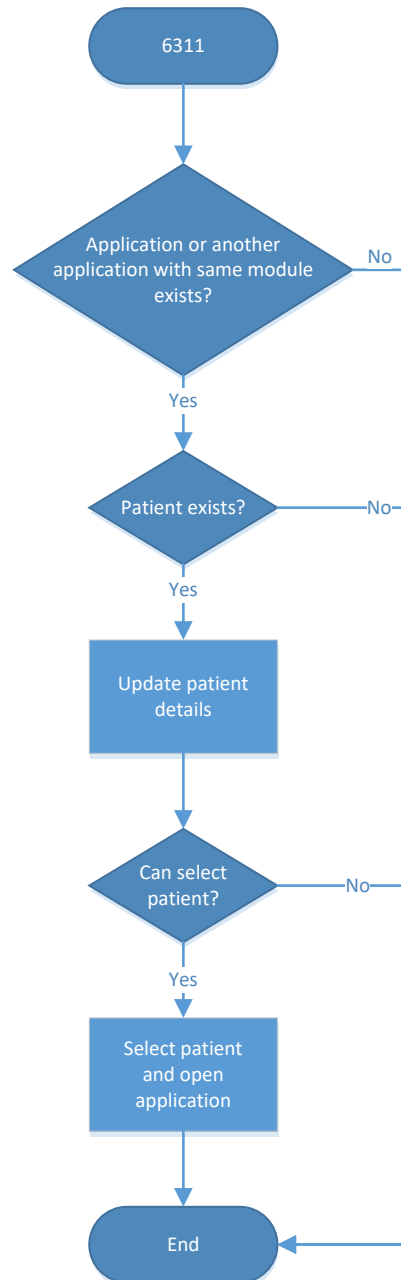 6311
Application or another
application with same module
exists?
No
Yes
Patient exists?
No
Yes
Update patient
details
Can select
patient?
No
Yes
Select patient
and open
application
End